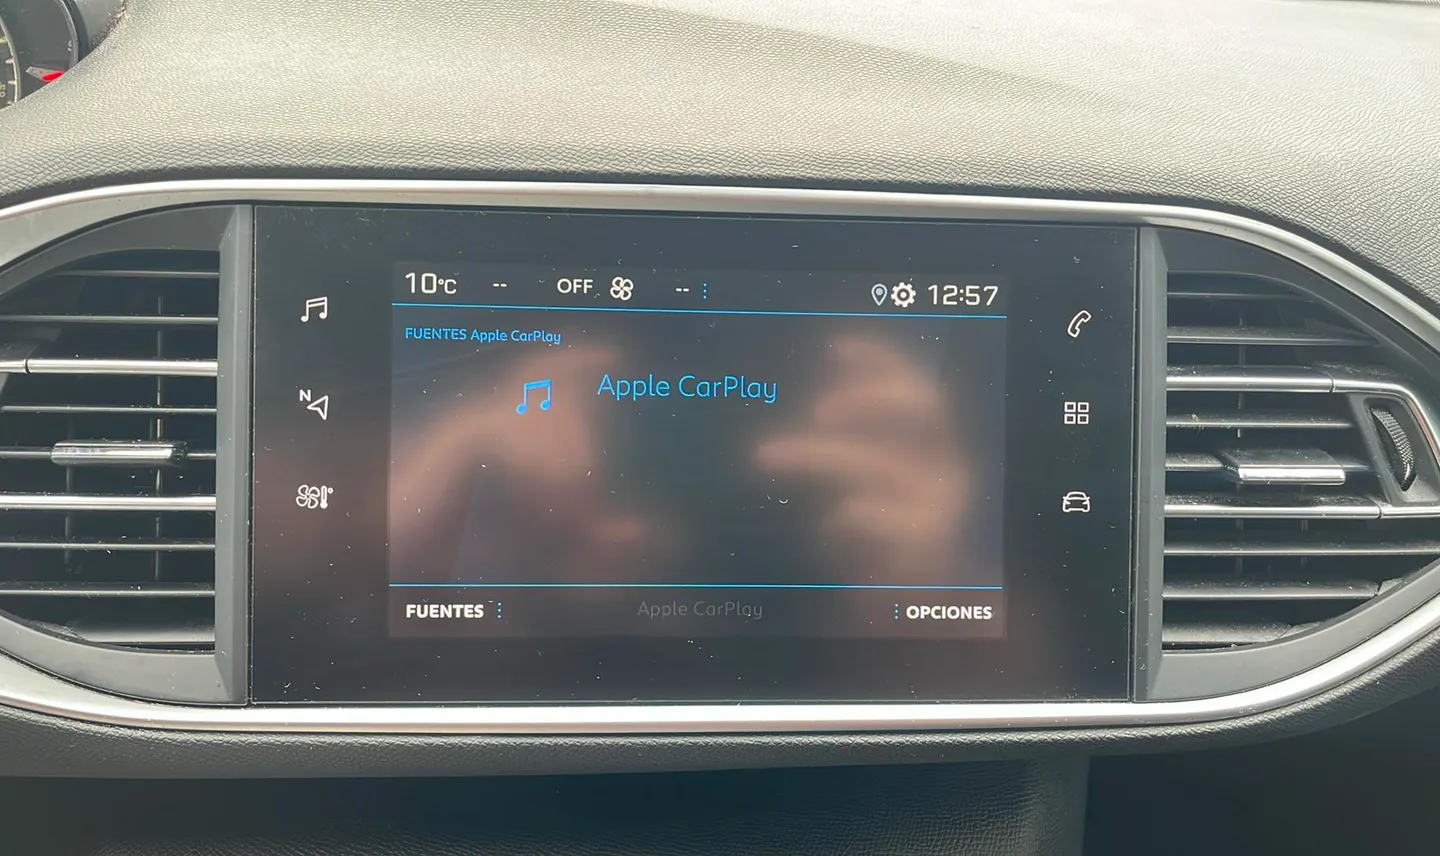 10°C -- OFF -- 12:57
FUENTES Apple CarPlay
Apple CarPlay
N
FUENTES Apple CarPlay OPCIONES